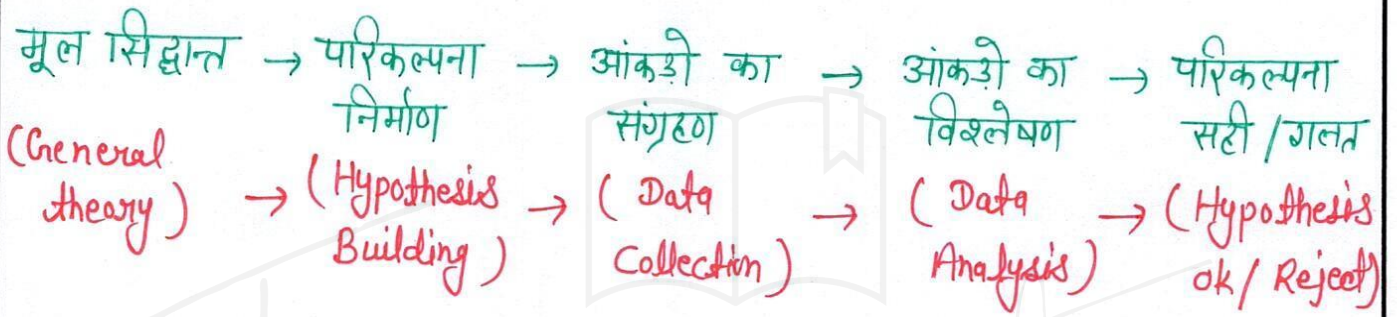 मूल सिद्धान्त → परिकल्पना → आंकड़ो का → आंकड़ो का → परिकल्पना
निर्माण संग्रहण विश्लेषण सही / गलत
(General → (Hypothesis → ( Data → ( Data → (Hypothesis
theory) Building) Collection) Analysis) ok / Reject)